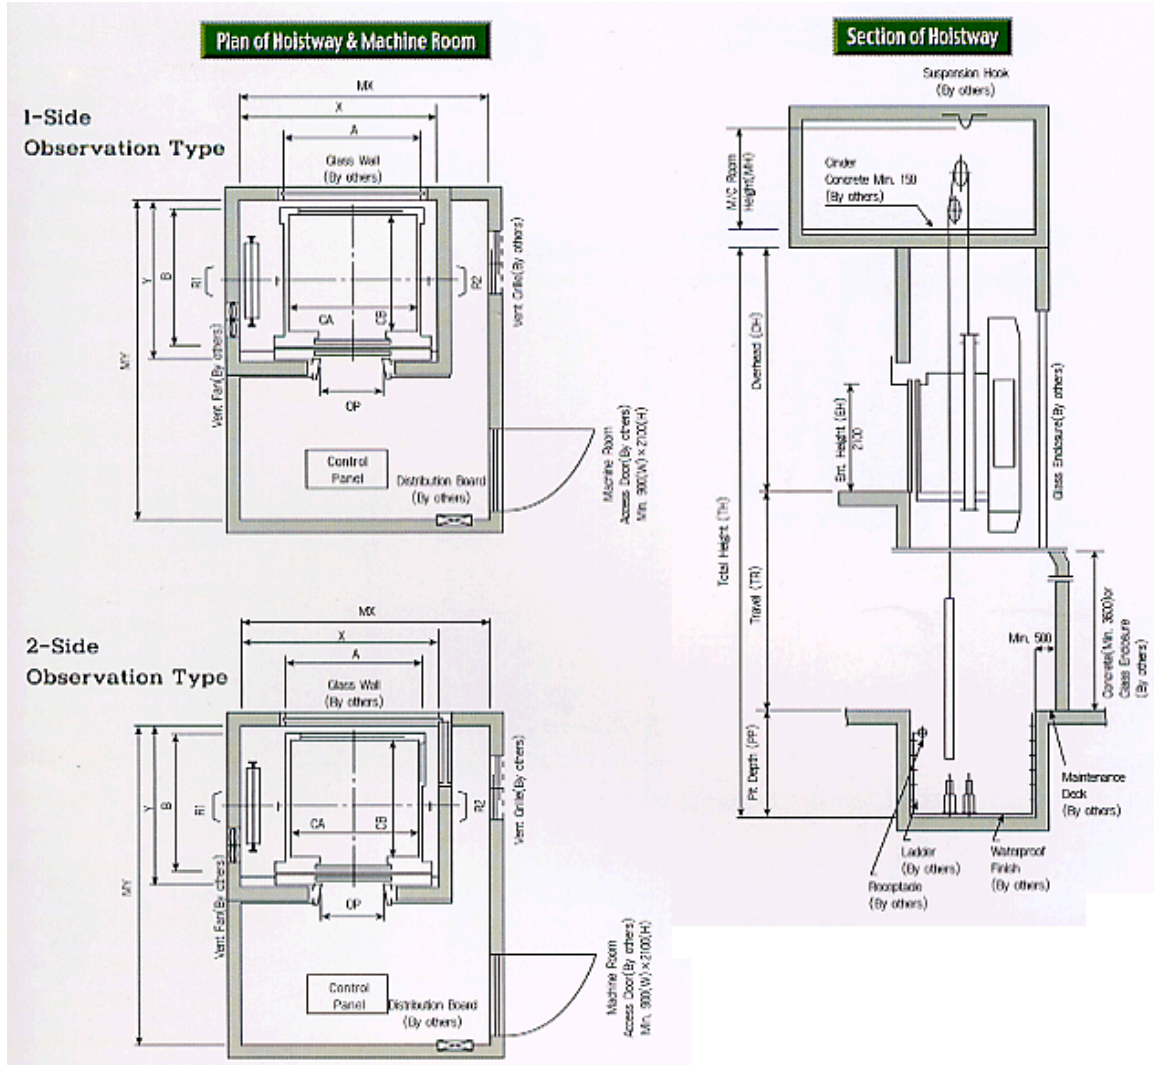 Plan of Hoistway & Machine Room
1-Side
Observation Type
MX
X
A
Glass Wall
(By others)
MY
Y
B
R1
R2
CA
CB
OP
Vent Fan(By others)
Vent Grille(By others)
Control
Panel
Distribution Board
(By others)
Machine Room
Access Door(By others)
Min. 900(W)×2100(H)
2-Side
Observation Type
MX
X
A
Glass Wall
(By others)
MY
Y
B
R1
R2
CA
CB
OP
Vent Fan(By others)
Vent Grille(By others)
Control
Panel
Distribution Board
(By others)
Machine Room
Access Door(By others)
Min. 900(W)×2100(H)
Section of Hoistway
Suspension Hook
(By others)
M/C Room
Height(MH)
Cinder
Concrete Min. 150
(By others)
Overhead (OH)
Ent. Height (EH)
2100
Glass Enclosure(By others)
Total Height (TH)
Travel (TR)
Min. 500
Concrete(Min. 3600)or
Glass Enclosure
(By others)
Pit Depth (PP)
Maintenance
Deck
(By others)
Ladder
(By others)
Waterproof
Finish
(By others)
Receptacle
(By others)